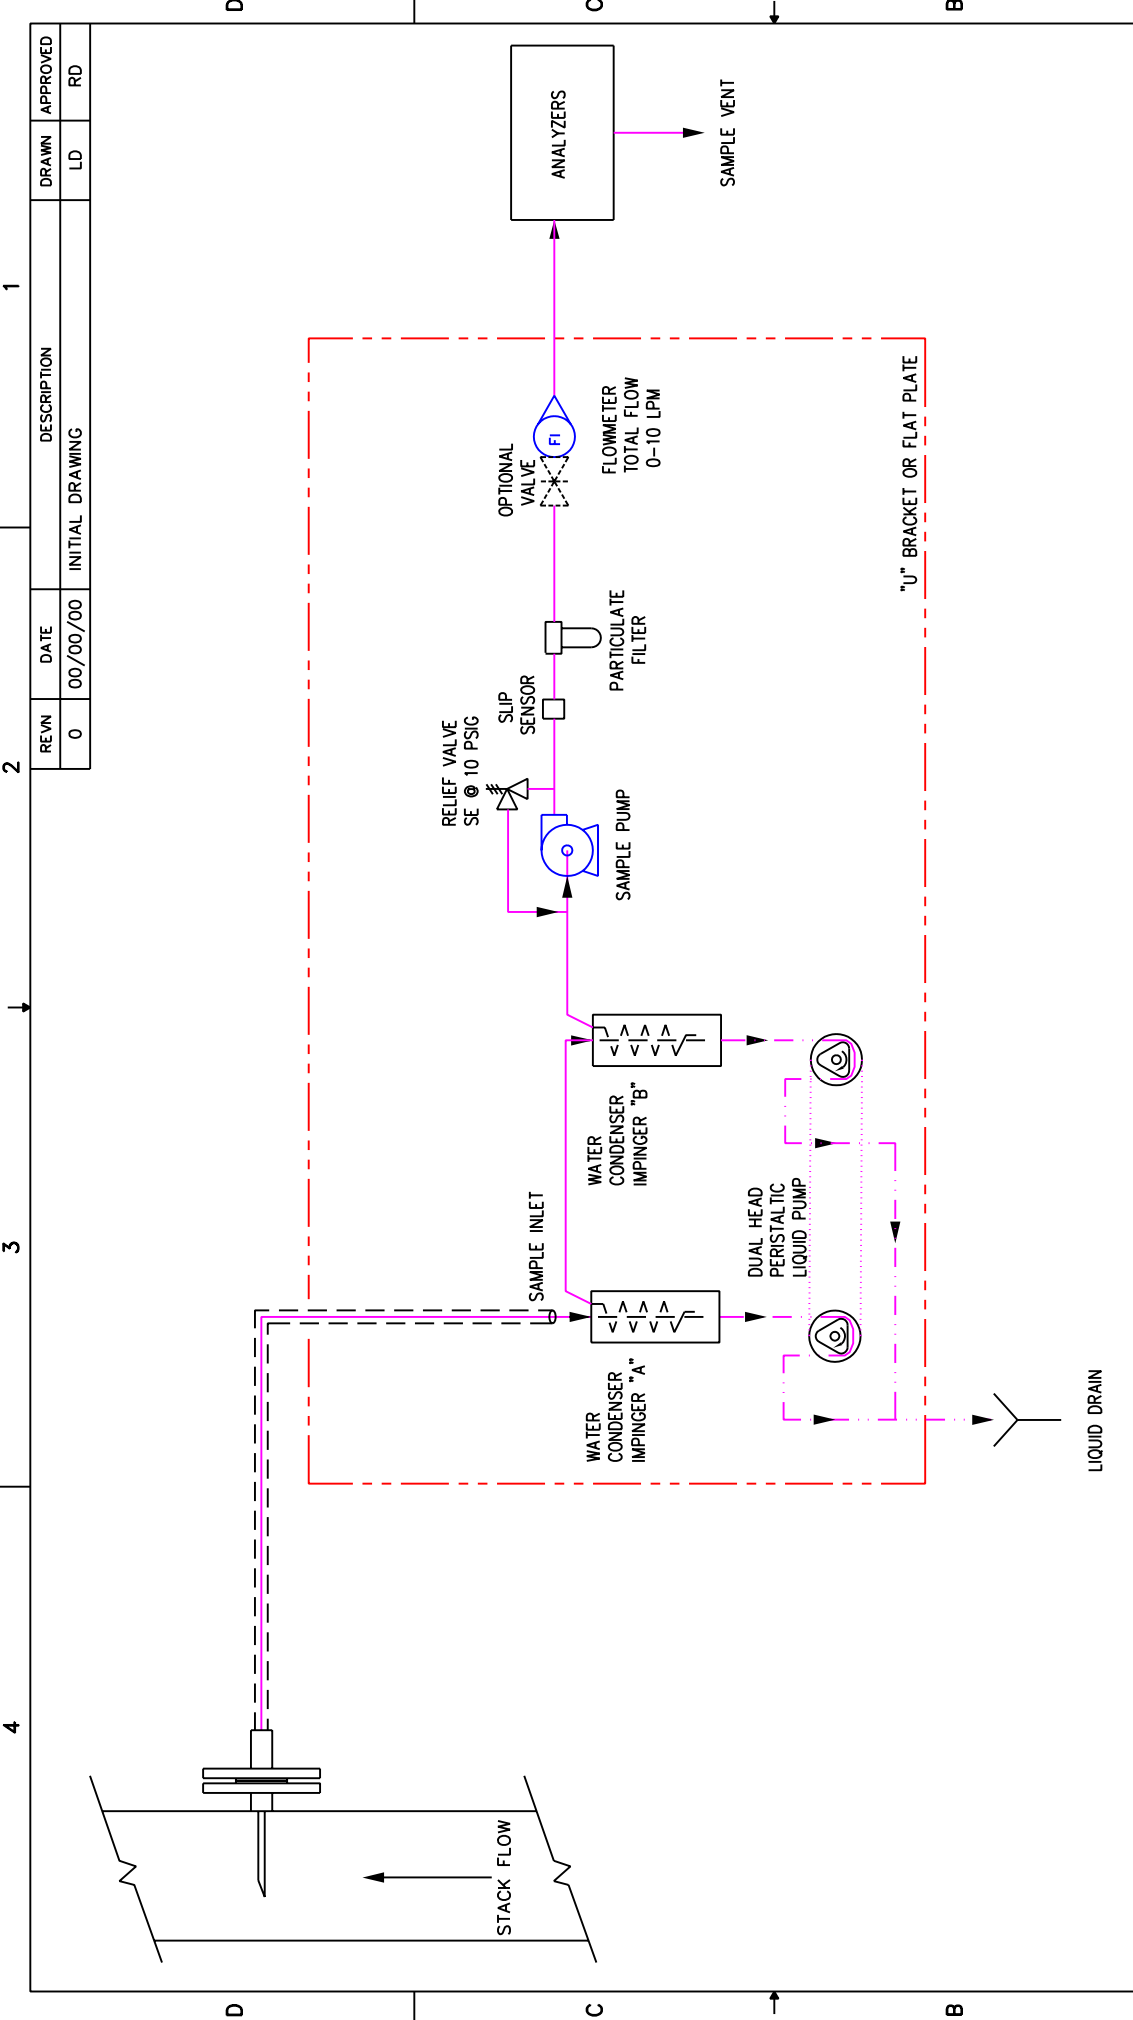 REVN DATE DESCRIPTION DRAWN APPROVED
0 00/00/00 INITIAL DRAWING LD RD
4 3 2 1
D
D
C
C
B
B
STACK FLOW
SAMPLE INLET
WATER
CONDENSER
IMPINGER "A"
WATER
CONDENSER
IMPINGER "B"
DUAL HEAD
PERISTALTIC
LIQUID PUMP
LIQUID DRAIN
RELIEF VALVE
SE @ 10 PSIG
SAMPLE PUMP
SLIP
SENSOR
PARTICULATE
FILTER
OPTIONAL
VALVE
FI
FLOWMETER
TOTAL FLOW
0-10 LPM
"U" BRACKET OR FLAT PLATE
ANALYZERS
SAMPLE VENT